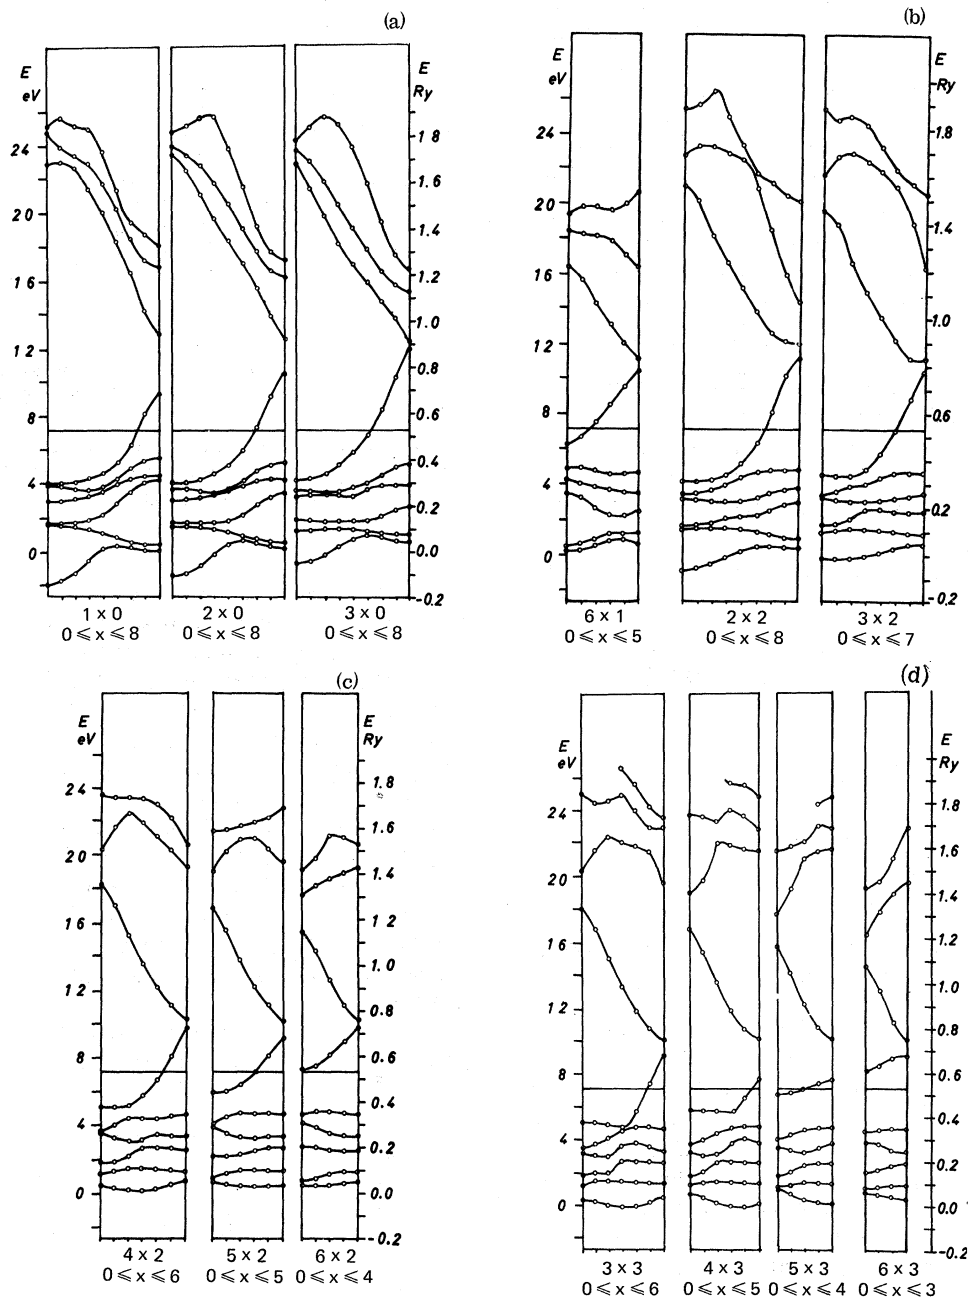 (a)
E
eV
24
20
16
12
8
4
0
E
Ry
1.8
1.6
1.4
1.2
1.0
0.8
0.6
0.4
0.2
0.0
-0.2
1 x 0
0 ⩽ x ⩽ 8
2 x 0
0 ⩽ x ⩽ 8
3 x 0
0 ⩽ x ⩽ 8
(b)
E
eV
24
20
16
12
8
4
0
E
Ry
1.8
1.4
1.0
0.6
0.2
-0.2
6 x 1
0 ⩽ x ⩽ 5
2 x 2
0 ⩽ x ⩽ 8
3 x 2
0 ⩽ x ⩽ 7
(c)
E
eV
24
20
16
12
8
4
0
E
Ry
1.8
1.6
1.4
1.2
1.0
0.8
0.6
0.4
0.2
0.0
-0.2
4 x 2
0 ⩽ x ⩽ 6
5 x 2
0 ⩽ x ⩽ 5
6 x 2
0 ⩽ x ⩽ 4
(d)
E
eV
24
20
16
12
8
4
0
E
Ry
1.8
1.6
1.4
1.2
1.0
0.8
0.6
0.4
0.2
0.0
-0.2
3 x 3
0 ⩽ x ⩽ 6
4 x 3
0 ⩽ x ⩽ 5
5 x 3
0 ⩽ x ⩽ 4
6 x 3
0 ⩽ x ⩽ 3